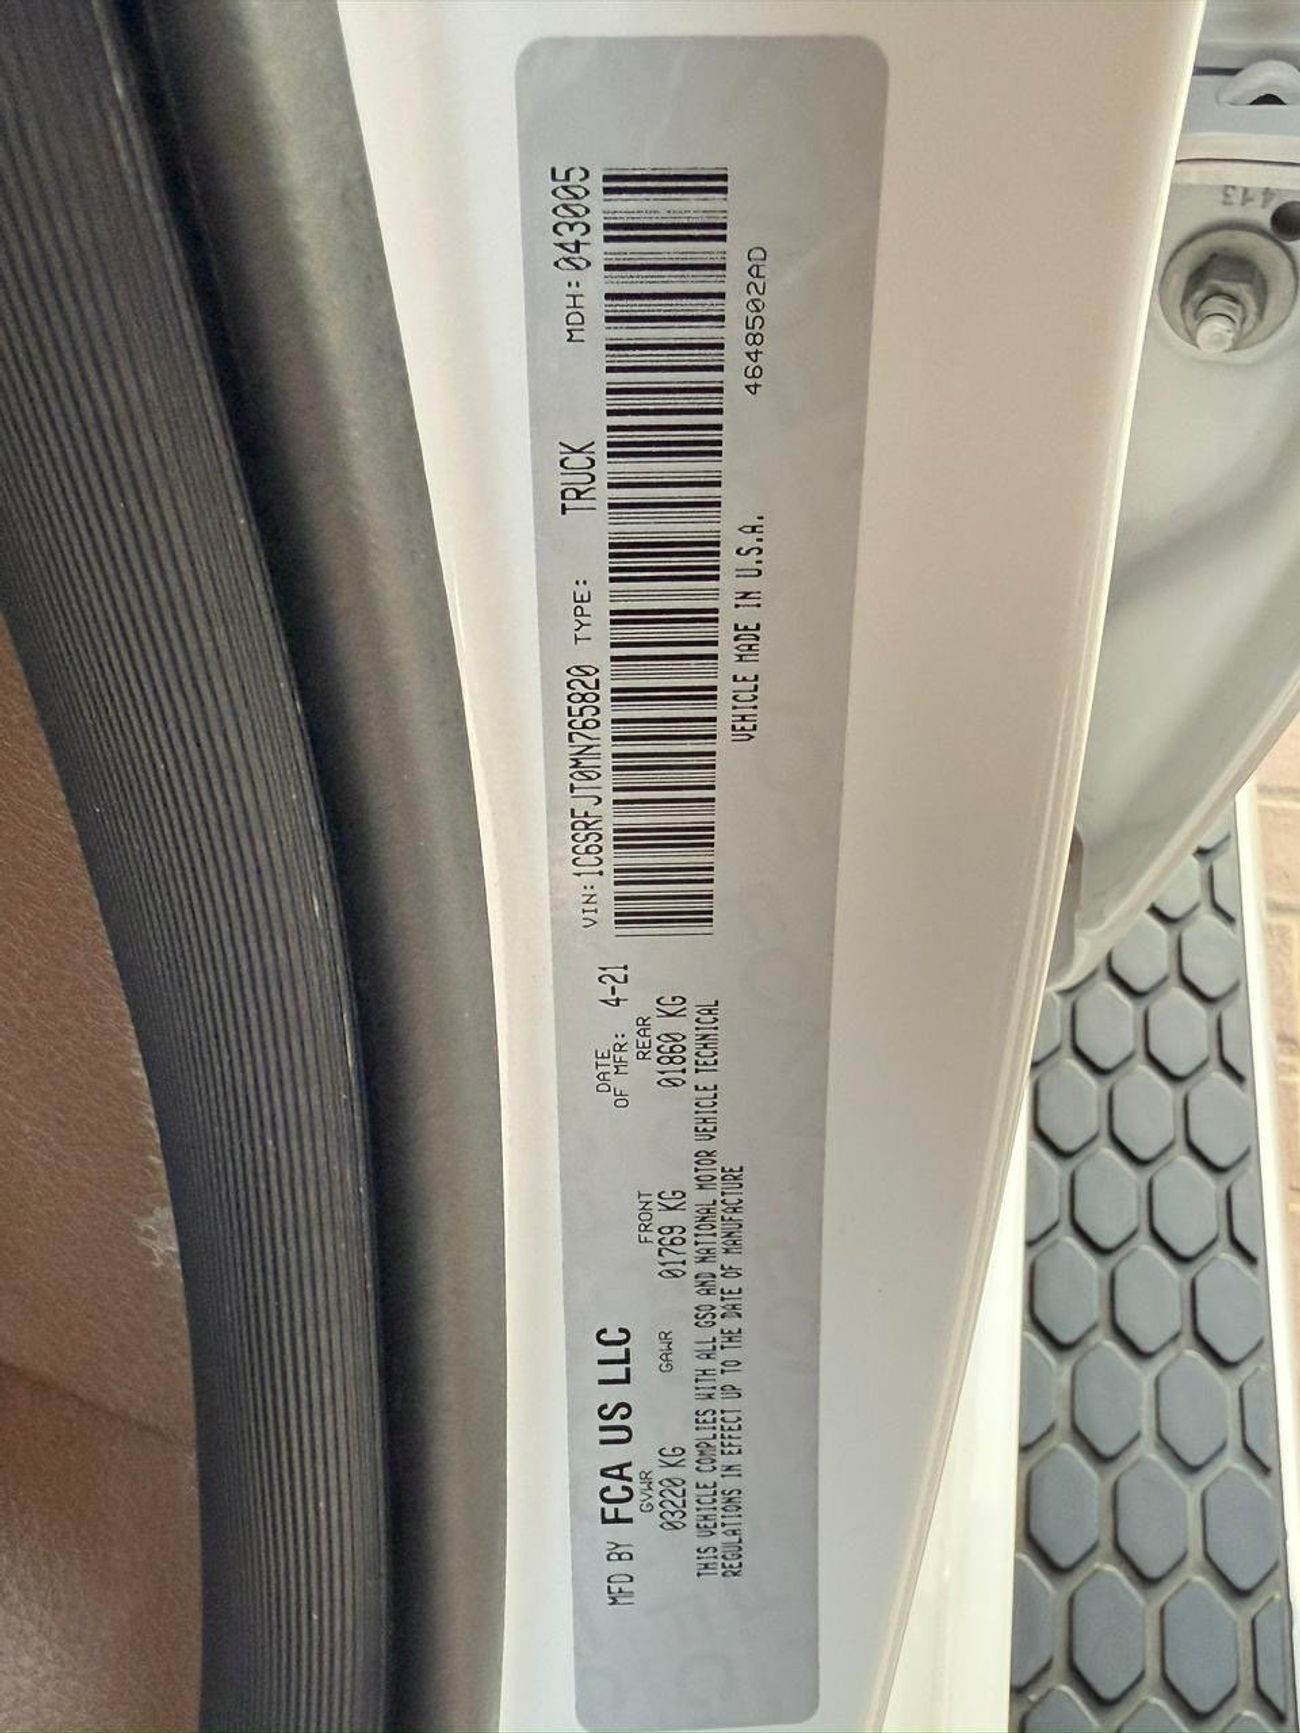 MFD BY FCA US LLC
DATE
OF MFR: 4-21
VIN: 1C6SRFJT0MN765820 TYPE: TRUCK MDH: 043005
GVWR
03220 KG
GAWR
FRONT
01769 KG
REAR
01860 KG
THIS VEHICLE COMPLIES WITH ALL GSO AND NATIONAL MOTOR VEHICLE TECHNICAL
REGULATIONS IN EFFECT UP TO THE DATE OF MANUFACTURE
VEHICLE MADE IN U.S.A.
4648502AD
413